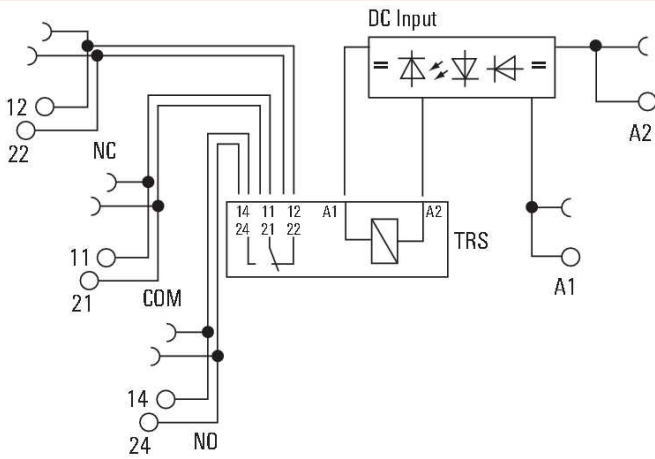 DC Input
= =
12
22
NC
A2
14 11 12 A1 A2
24 21 22
TRS
11
21
COM
A1
14
24
NO